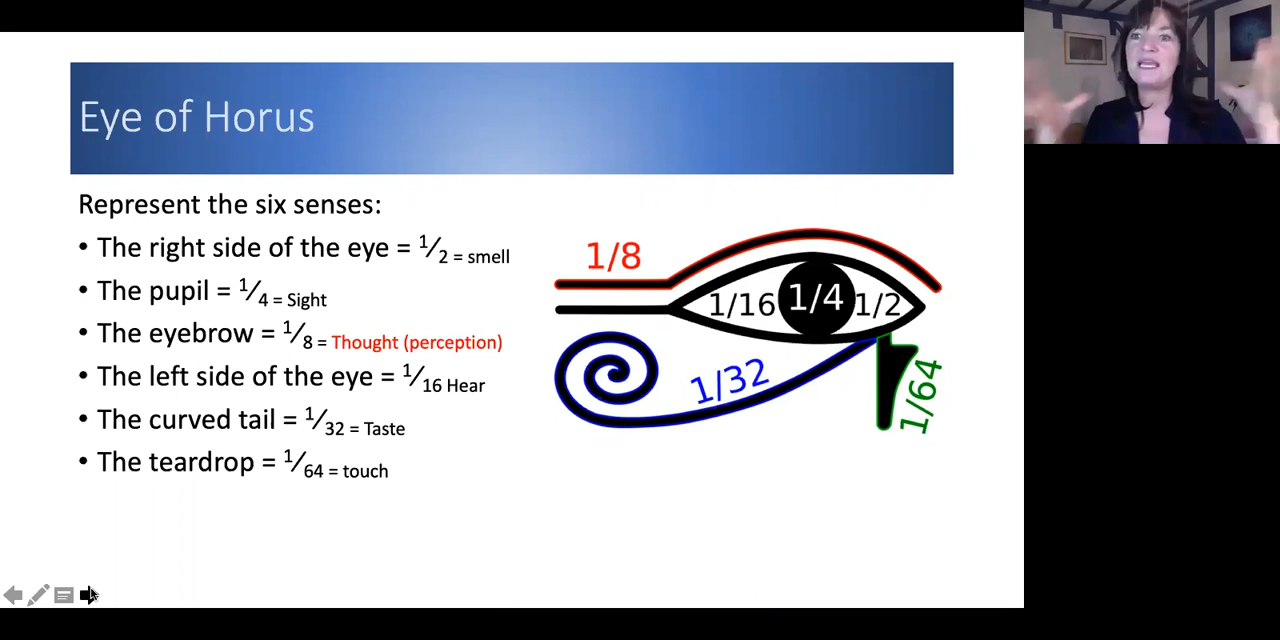 Eye of Horus
Represent the six senses:
• The right side of the eye = 1⁄2 = smell
• The pupil = 1⁄4 = Sight
• The eyebrow = 1⁄8 = Thought (perception)
• The left side of the eye = 1⁄16 Hear
• The curved tail = 1⁄32 = Taste
• The teardrop = 1⁄64 = touch
1/8
1/16 1/4 1/2
1/32
1/64